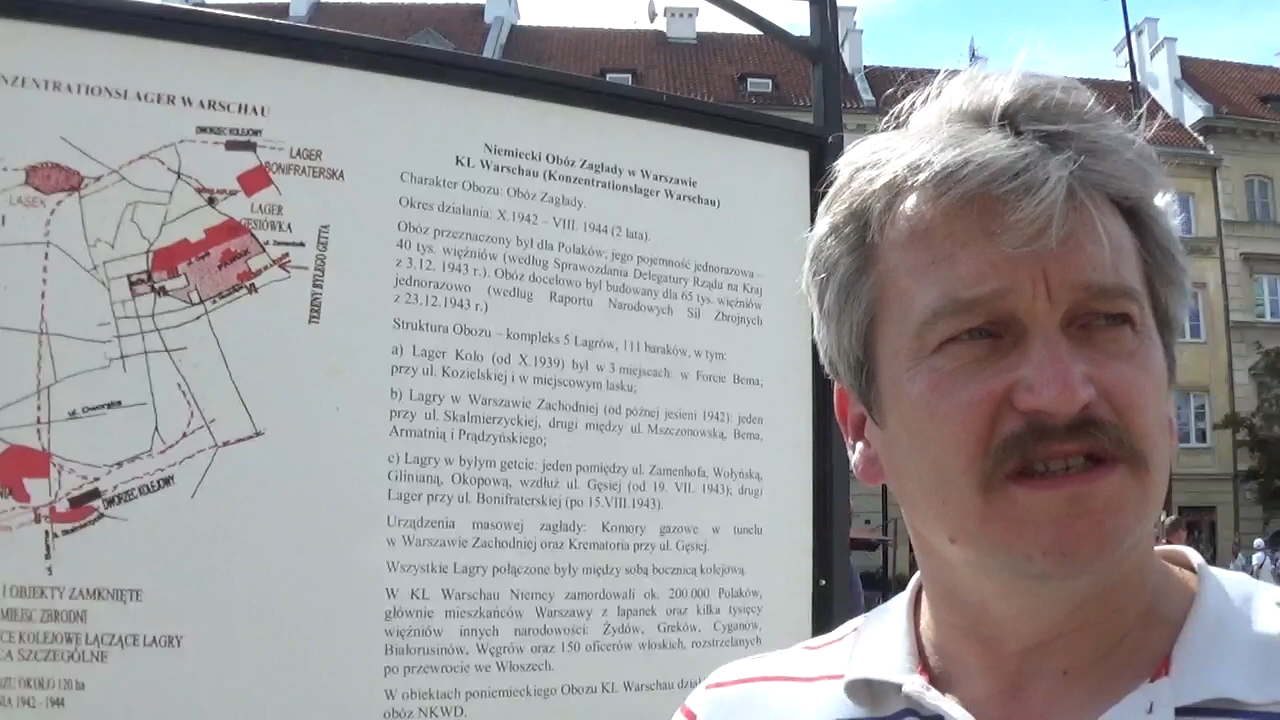 NZENTRATIONSLAGER WARSCHAU
DWORZEC KOLEJOWY
LAGER
BONIFRATERSKA
LASEK
LAGER
GĘSIÓWKA
ul. Zamenhofa
TERENY BYŁEGO GETTA
ul. Dworska
DWORZEC KOLEJOWY
I OBIEKTY ZAMKNIĘTE
MIEJSC ZBRODNI
CE KOLEJOWE ŁĄCZĄCE LAGRY
CA SZCZEGÓLNE
OZU OKOŁO 120 ha
IA 1942 - 1944
Niemiecki Obóz Zagłady w Warszawie
KL Warschau (Konzentrationslager Warschau)
Charakter Obozu: Obóz Zagłady.
Okres działania: X.1942 – VIII. 1944 (2 lata).
Obóz przeznaczony był dla Polaków; jego pojemność jednorazowa –
40 tys. więźniów (według Sprawozdania Delegatury Rządu na Kraj
z 3.12. 1943 r.). Obóz docelowo był budowany dla 65 tys. więźniów
jednorazowo (według Raportu Narodowych Sił Zbrojnych
z 23.12.1943 r.)
Struktura Obozu – kompleks 5 Lagrów, 111 baraków, w tym:
a) Lager Koło (od X.1939) był w 3 miejscach: w Forcie Bema;
przy ul. Kozielskiej i w miejscowym lasku;
b) Lagry w Warszawie Zachodniej (od późnej jesieni 1942): jeden
przy ul. Skalmierzyckiej, drugi między ul. Mszczonowską, Bema,
Armatnią i Prądzyńskiego;
c) Lagry w byłym getcie: jeden pomiędzy ul. Zamenhofa, Wołyńską,
Glinianą, Okopową, wzdłuż ul. Gęsiej (od 19. VII. 1943); drugi
Lager przy ul. Bonifraterskiej (po 15.VIII.1943).
Urządzenia masowej zagłady: Komory gazowe w tunelu
w Warszawie Zachodniej oraz Krematoria przy ul. Gęsiej.
Wszystkie Lagry połączone były między sobą bocznicą kolejową.
W KL Warschau Niemcy zamordowali ok. 200 000 Polaków,
głównie mieszkańców Warszawy z łapanek oraz kilka tysięcy
więźniów innych narodowości: Żydów, Greków, Cyganów,
Białorusinów, Węgrów oraz 150 oficerów włoskich, rozstrzelanych
po przewrocie we Włoszech.
W obiektach poniemieckiego Obozu KL Warschau dział
obóz NKWD.